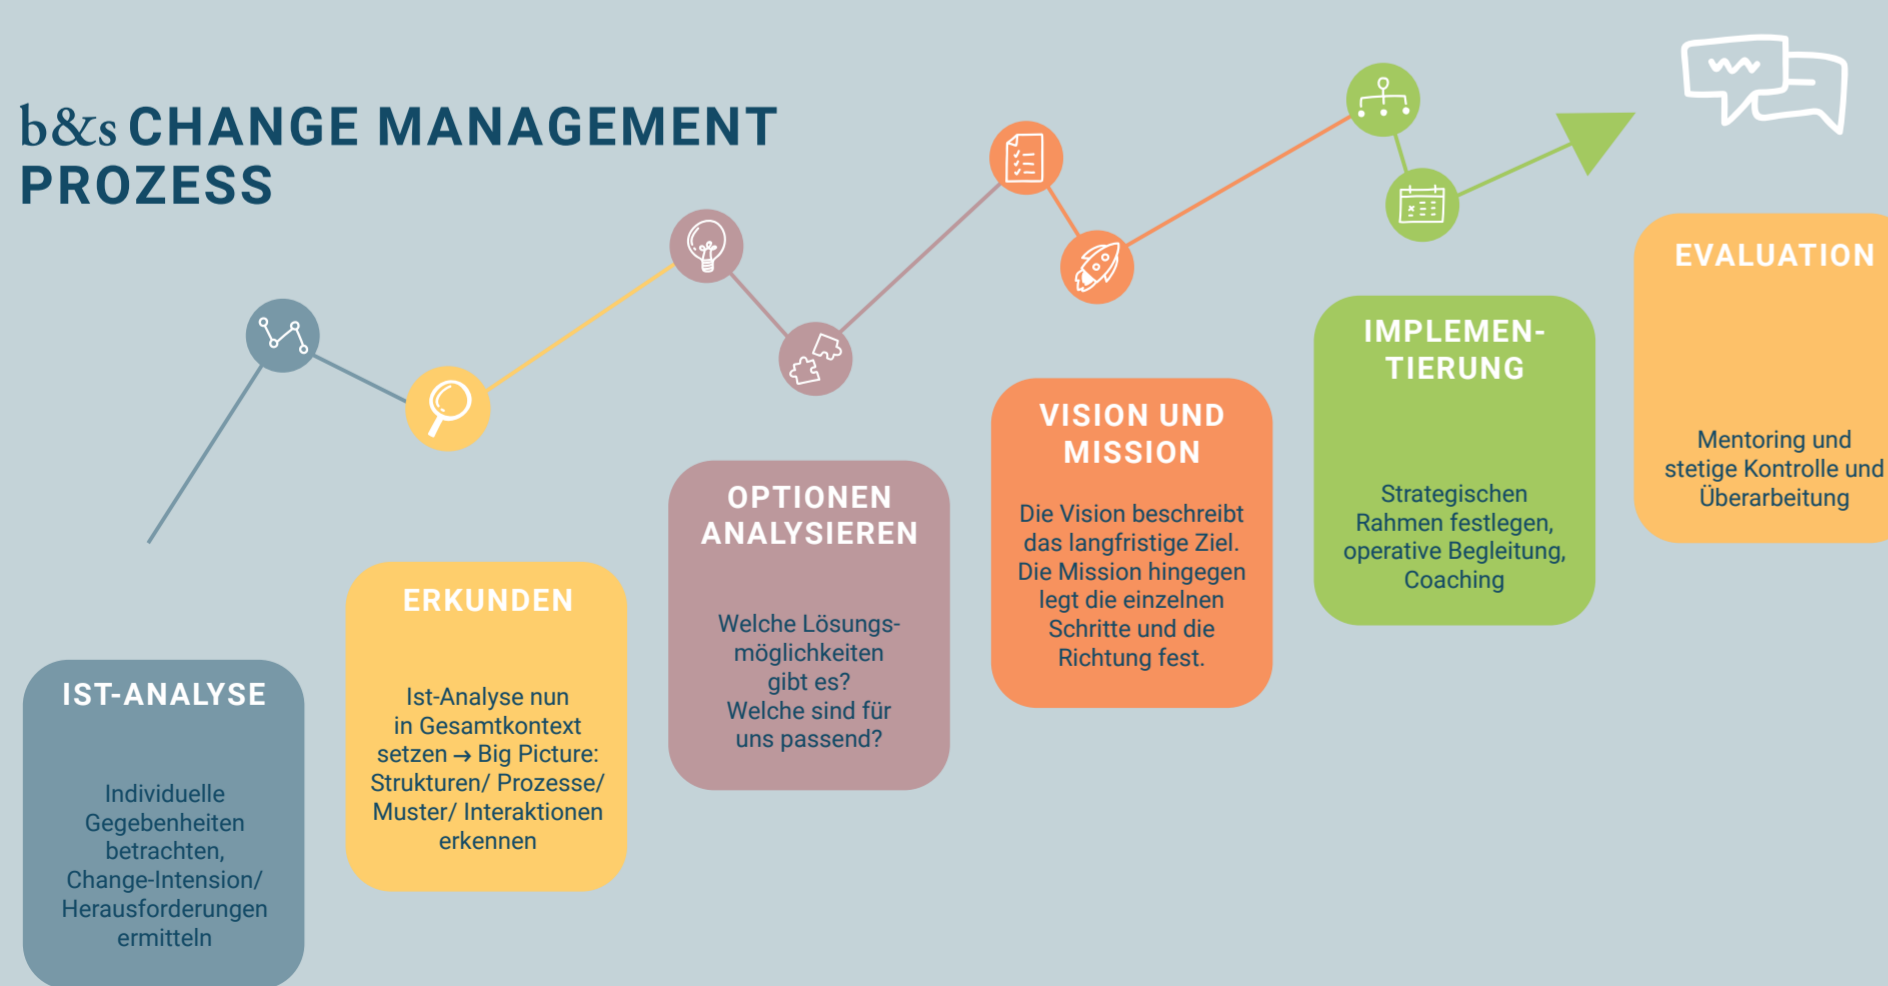 b&s CHANGE MANAGEMENT
PROZESS
IST-ANALYSE
Individuelle
Gegebenheiten
betrachten,
Change-Intension/
Herausforderungen
ermitteln
ERKUNDEN
Ist-Analyse nun
in Gesamtkontext
setzen → Big Picture:
Strukturen/ Prozesse/
Muster/ Interaktionen
erkennen
OPTIONEN
ANALYSIEREN
Welche Lösungs-
möglichkeiten
gibt es?
Welche sind für
uns passend?
VISION UND
MISSION
Die Vision beschreibt
das langfristige Ziel.
Die Mission hingegen
legt die einzelnen
Schritte und die
Richtung fest.
IMPLEMEN-
TIERUNG
Strategischen
Rahmen festlegen,
operative Begleitung,
Coaching
EVALUATION
Mentoring und
stetige Kontrolle und
Überarbeitung